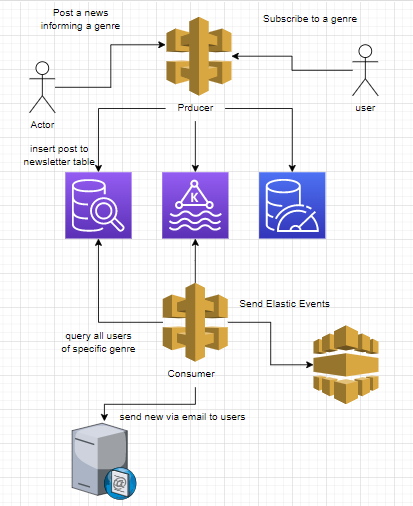 Post a news
informing a genre
Subscribe to a genre
Actor
Prducer
user
insert post to
newsletter table
K
Send Elastic Events
query all users
of specific genre
Consumer
send new via email to users
@